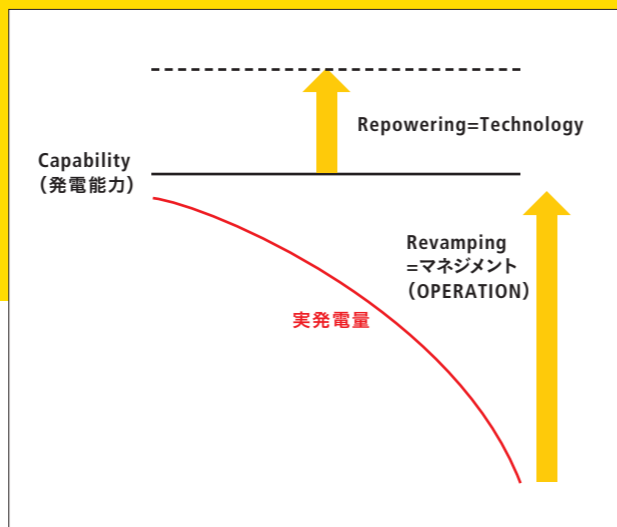 Repowering=Technology
Capability
(発電能力)
Revamping
=マネジメント
(OPERATION)
実発電量